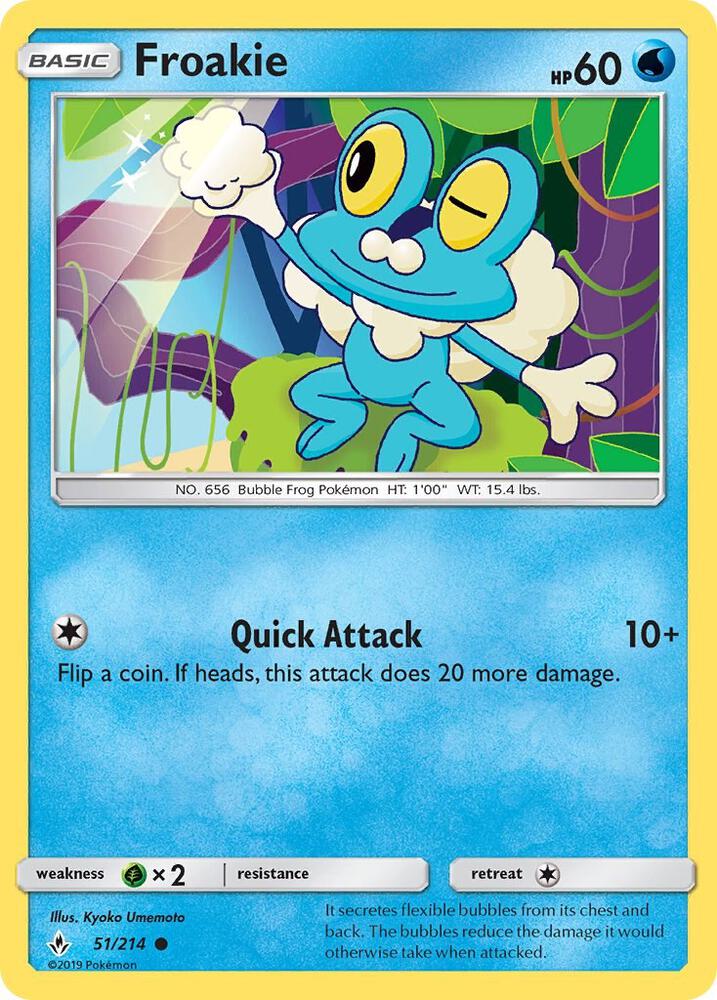 BASIC Froakie HP60
NO. 656 Bubble Frog Pokémon HT: 1'00" WT: 15.4 lbs.
Quick Attack 10+
Flip a coin. If heads, this attack does 20 more damage.
weakness ×2 resistance retreat
Illus. Kyoko Umemoto
51/214
©2019 Pokémon
It secretes flexible bubbles from its chest and
back. The bubbles reduce the damage it would
otherwise take when attacked.